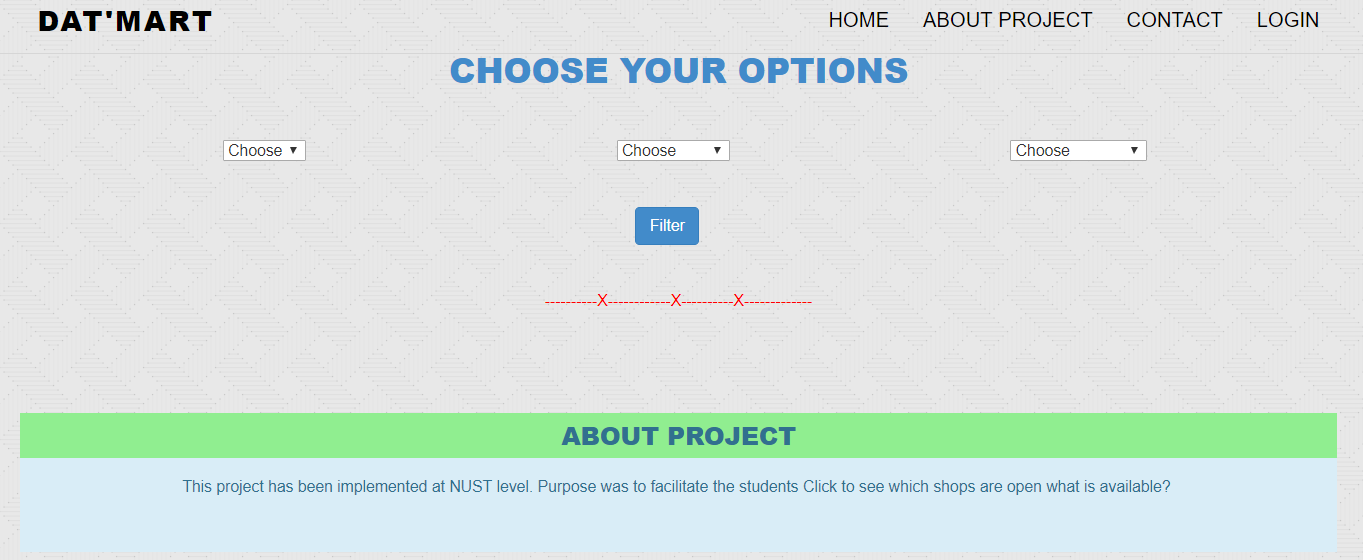 DAT'MART HOME ABOUT PROJECT CONTACT LOGIN
CHOOSE YOUR OPTIONS
Choose Choose Choose
Filter
----------X------------X----------X-------------
ABOUT PROJECT
This project has been implemented at NUST level. Purpose was to facilitate the students Click to see which shops are open what is available?